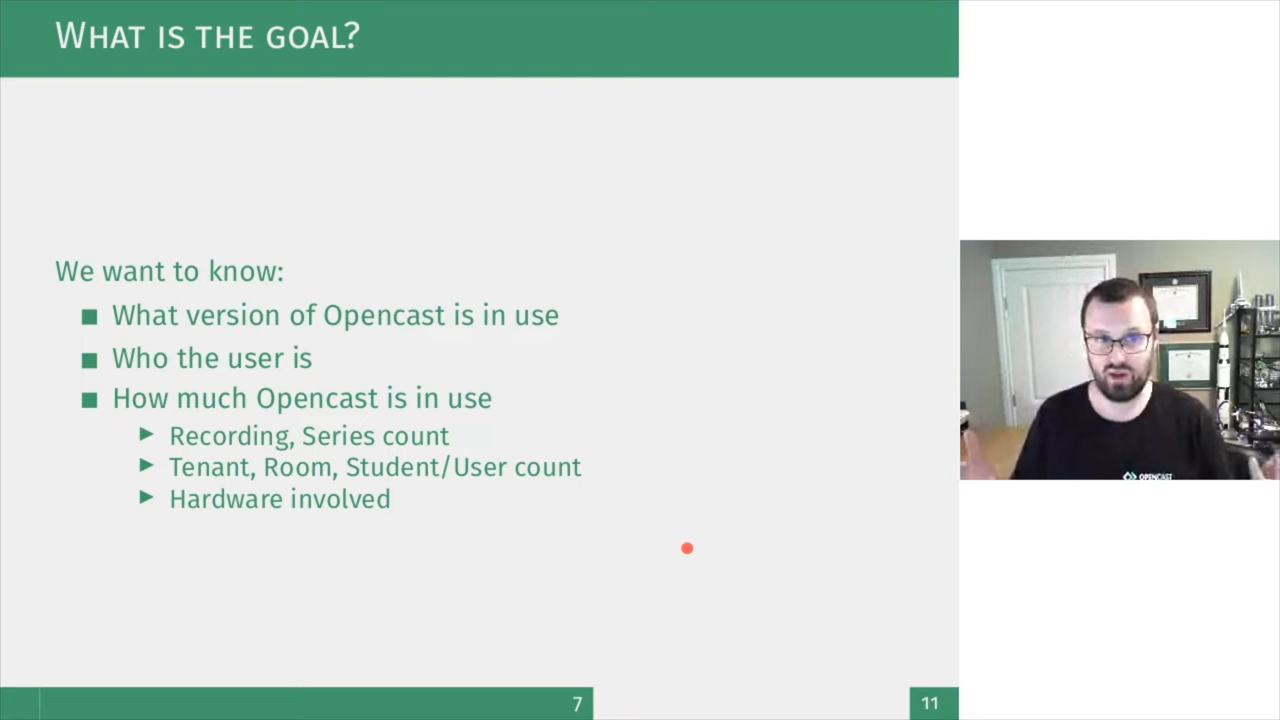 WHAT IS THE GOAL?
We want to know:
What version of Opencast is in use
Who the user is
How much Opencast is in use
Recording, Series count
Tenant, Room, Student/User count
Hardware involved
7
11
OPENCAST